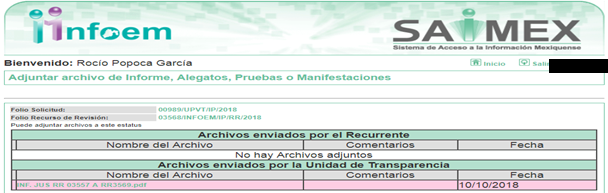 infoem
SAIMEX
Sistema de Acceso a la Información Mexiquense
Bienvenido: Rocío Popoca García
Inicio
Adjuntar archivo de Informe, Alegatos, Pruebas o Manifestaciones
Folio Solicitud: 00989/UPVT/IP/2018
Folio Recurso de Revisión: 03568/INFOEM/IP/RR/2018
Puede adjuntar archivos a este estatus
Archivos enviados por el Recurrente
Nombre del Archivo Comentarios Fecha
No hay Archivos adjuntos
Archivos enviados por la Unidad de Transparencia
Nombre del Archivo Comentarios Fecha
INF. JUS RR 03557 A RR3569.pdf 10/10/2018